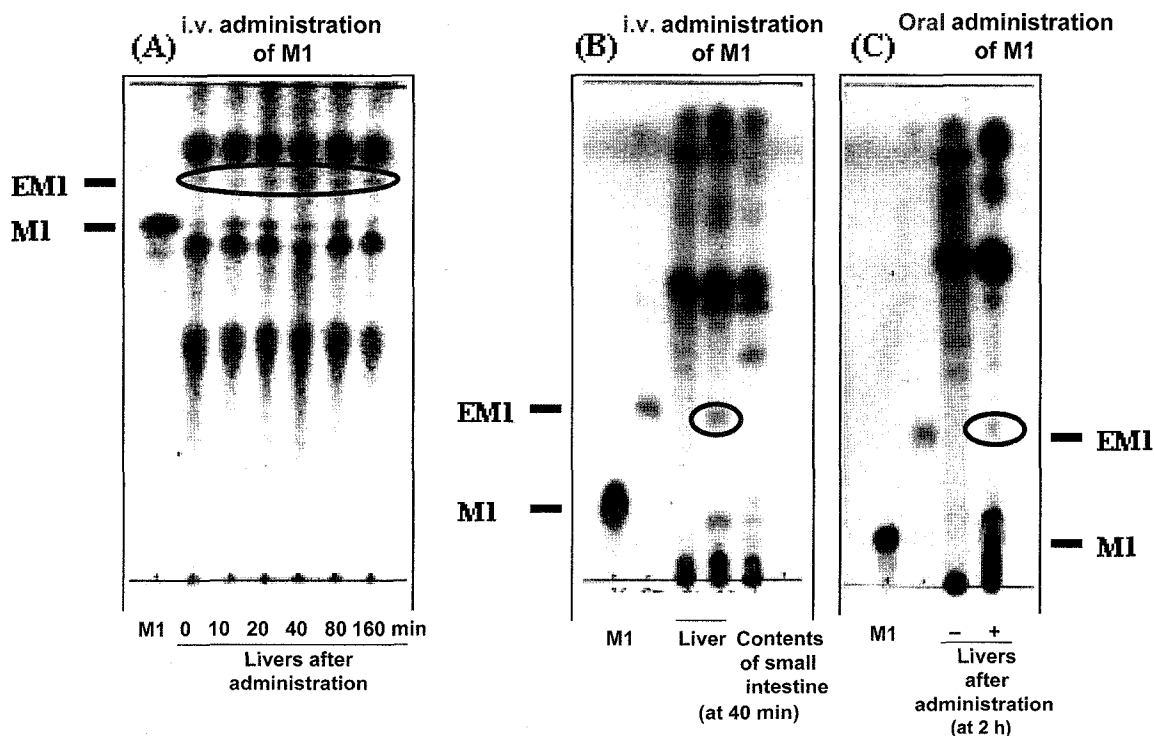 (A)
i.v. administration
of M1
EM1
M1
M1 0 10 20 40 80 160 min
Livers after
administration
(B)
i.v. administration
of M1
EM1
M1
M1
Liver
Contents
of small
intestine
(at 40 min)
(C)
Oral administration
of M1
EM1
M1
M1
– +
Livers
after
administration
(at 2 h)